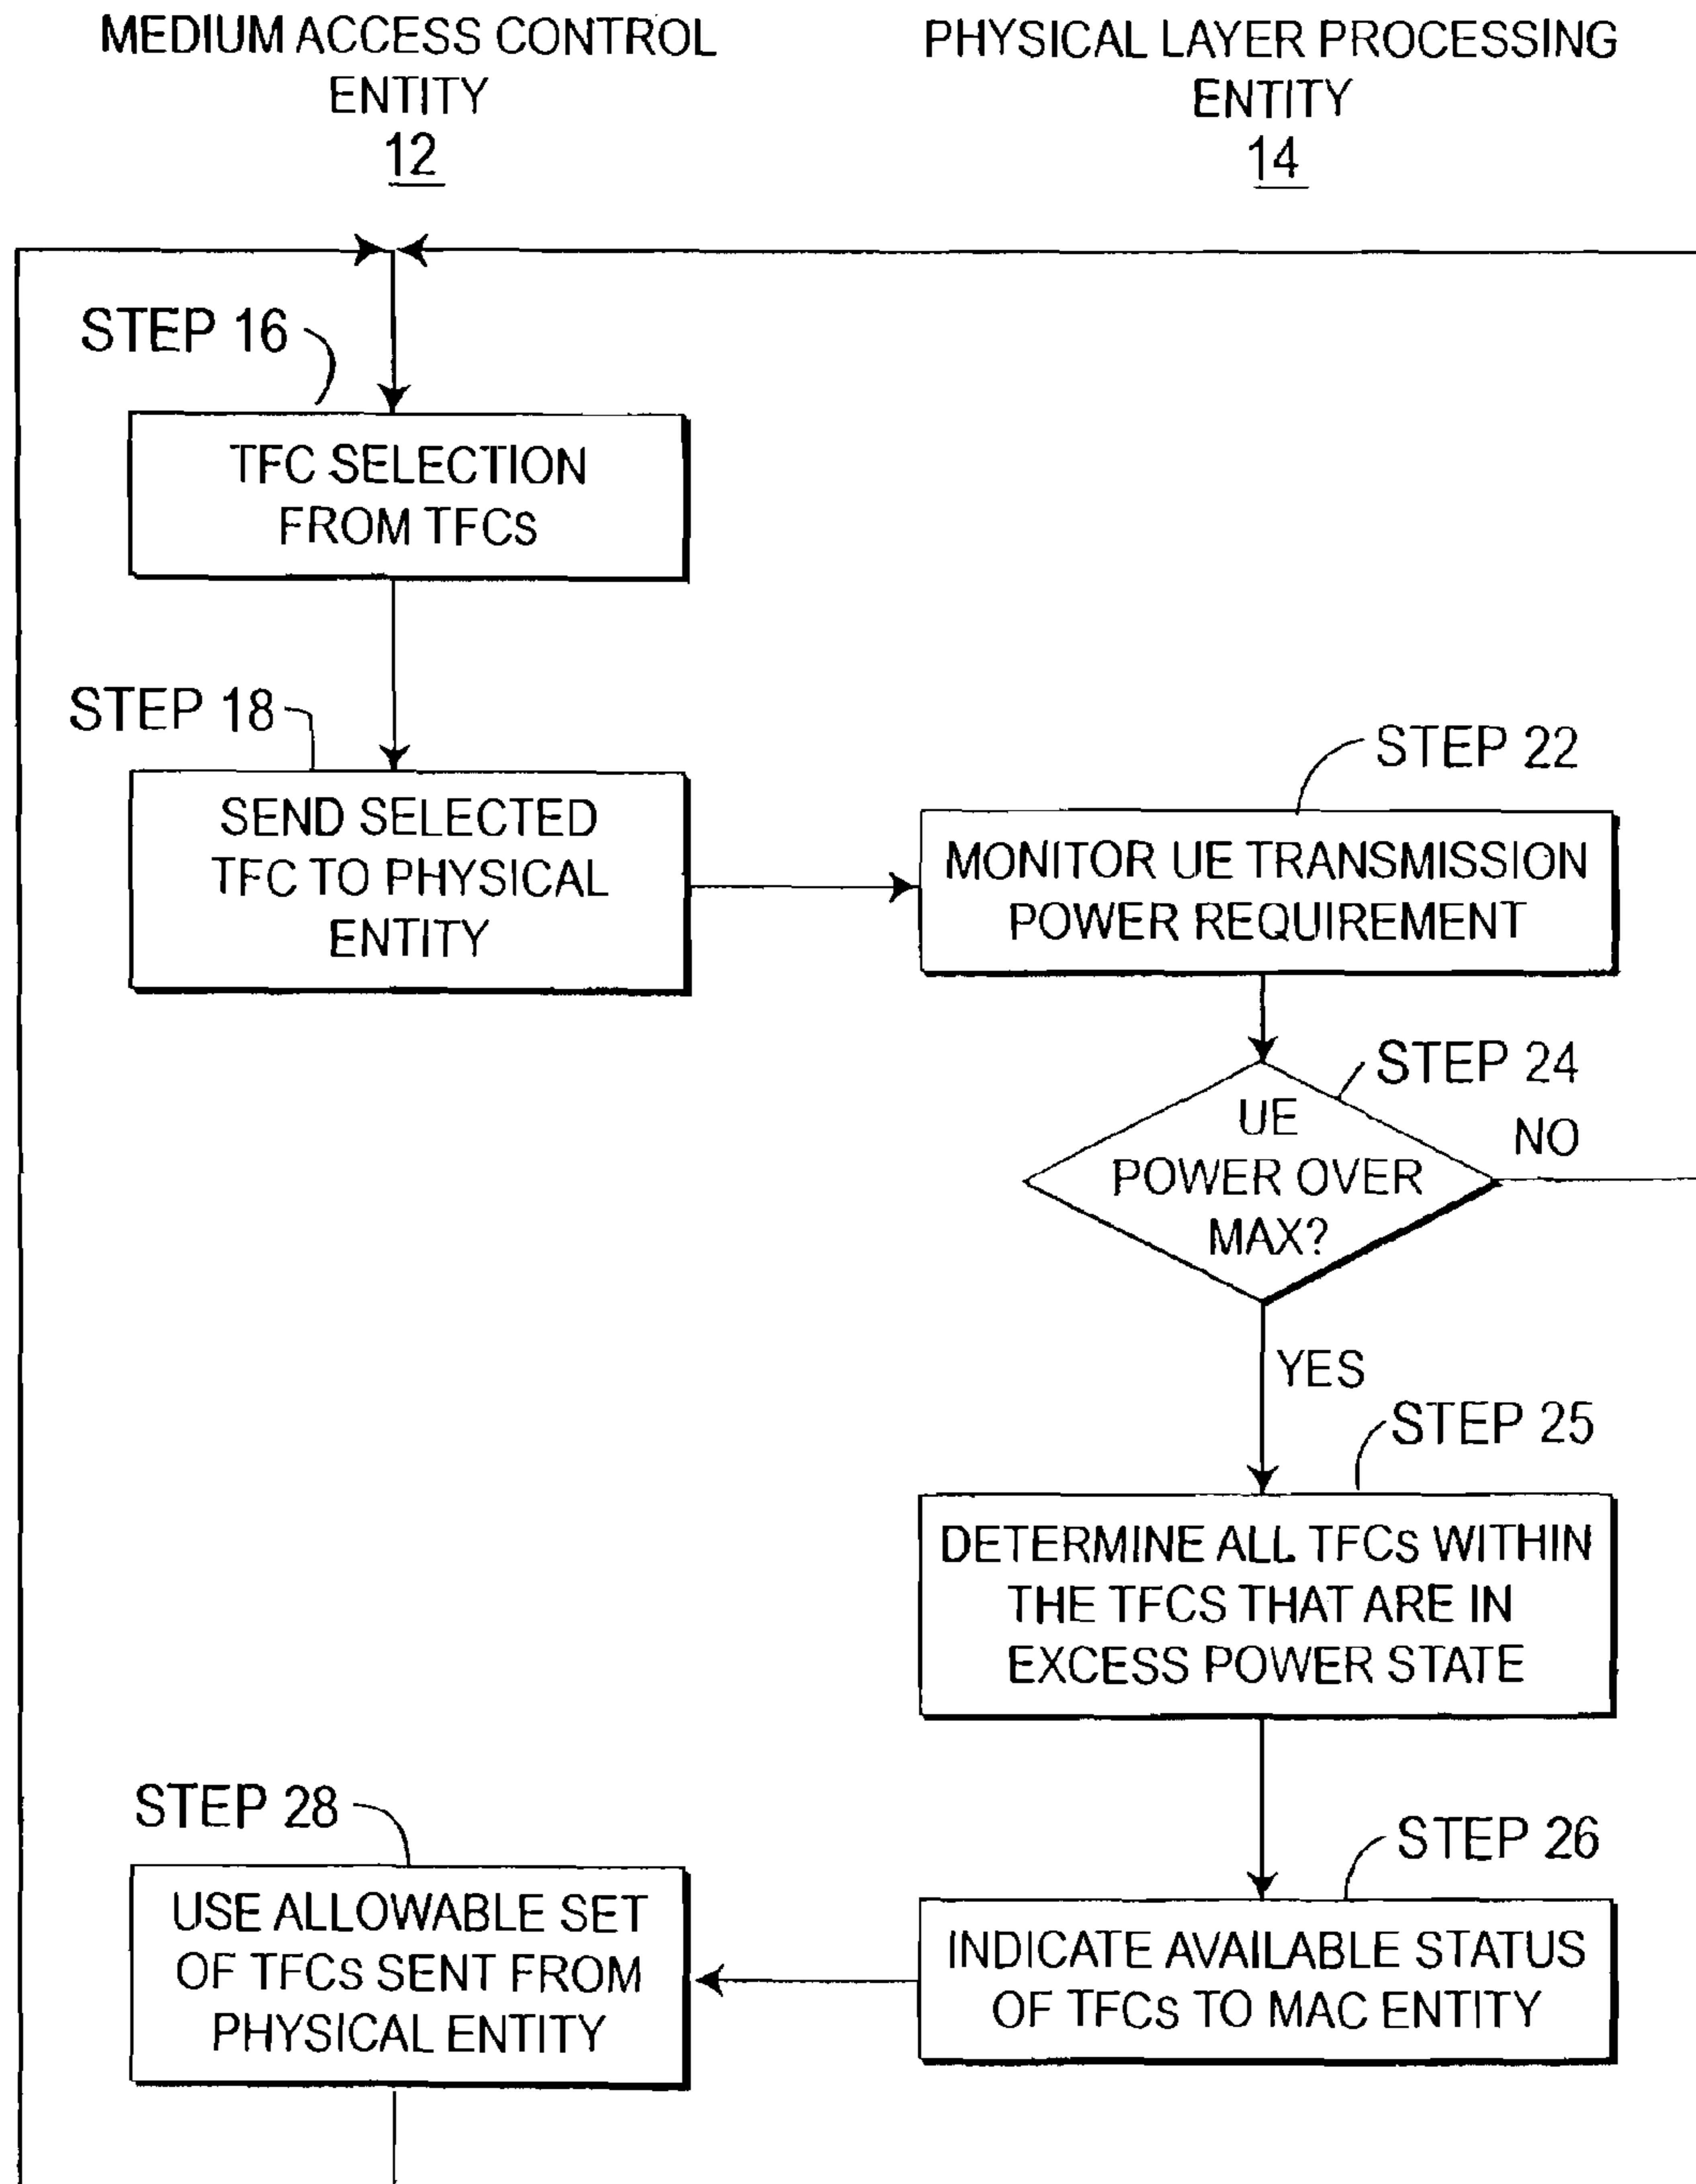 MEDIUM ACCESS CONTROL
ENTITY
12
PHYSICAL LAYER PROCESSING
ENTITY
14
STEP 16
TFC SELECTION
FROM TFCs
STEP 18
SEND SELECTED
TFC TO PHYSICAL
ENTITY
STEP 22
MONITOR UE TRANSMISSION
POWER REQUIREMENT
STEP 24
UE
POWER OVER
MAX?
NO
YES
STEP 25
DETERMINE ALL TFCs WITHIN
THE TFCS THAT ARE IN
EXCESS POWER STATE
STEP 26
INDICATE AVAILABLE STATUS
OF TFCs TO MAC ENTITY
STEP 28
USE ALLOWABLE SET
OF TFCs SENT FROM
PHYSICAL ENTITY